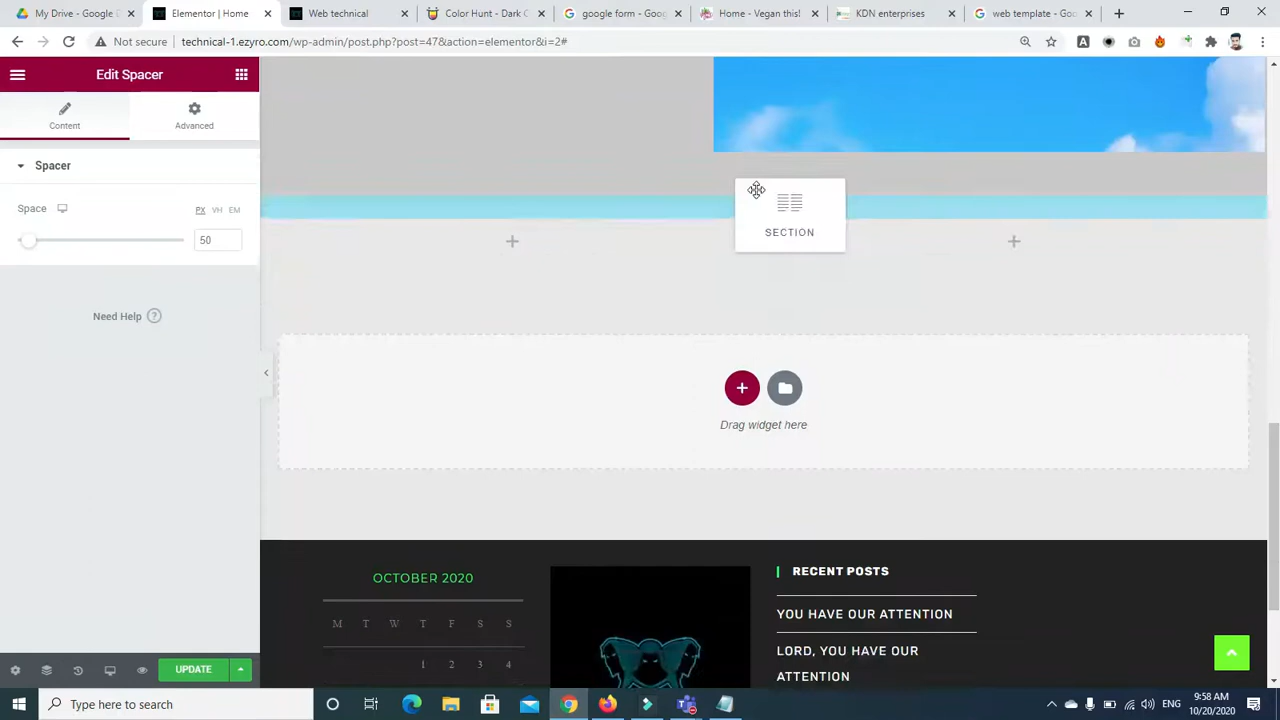 Google Drive
Elementor | Home
Web technical
Color Hunt - Dark C
google form - Goog
Home - Vegan this!
KDN enterprises
web template - Goo
Not secure
technical-1.ezyro.com/wp-admin/post.php?post=47&action=elementor&i=2#
Edit Spacer
Content
Advanced
Spacer
Space
PX VH EM
50
Need Help ?
SECTION
Drag widget here
OCTOBER 2020
M T W T F S S
1 2 3 4
RECENT POSTS
YOU HAVE OUR ATTENTION
LORD, YOU HAVE OUR
ATTENTION
UPDATE
Type here to search
ENG
9:58 AM
10/20/2020